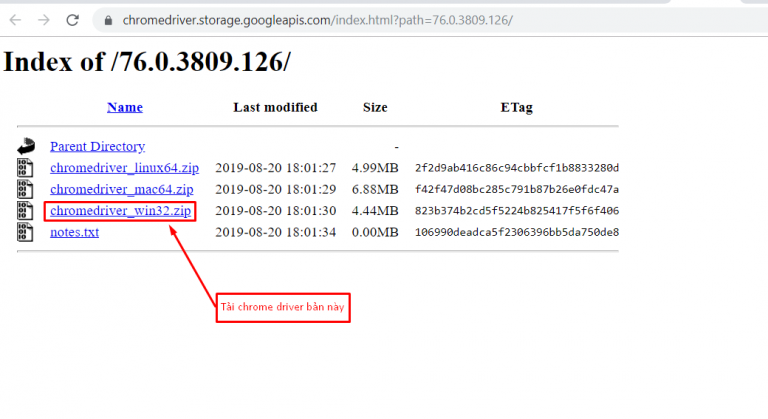 chromedriver.storage.googleapis.com/index.html?path=76.0.3809.126/
Index of /76.0.3809.126/
Name Last modified Size ETag
Parent Directory -
chromedriver_linux64.zip 2019-08-20 18:01:27 4.99MB 2f2d9ab416c86c94cbbfcf1b8833280d
chromedriver_mac64.zip 2019-08-20 18:01:29 6.88MB f42f47d08bc285c791b87b26e0fdc47a
chromedriver_win32.zip 2019-08-20 18:01:30 4.44MB 823b374b2cd5f5224b825417f5f6f406
notes.txt 2019-08-20 18:01:34 0.00MB 106990deadca5f2306396bb5da750de8
Tải chrome driver bản này